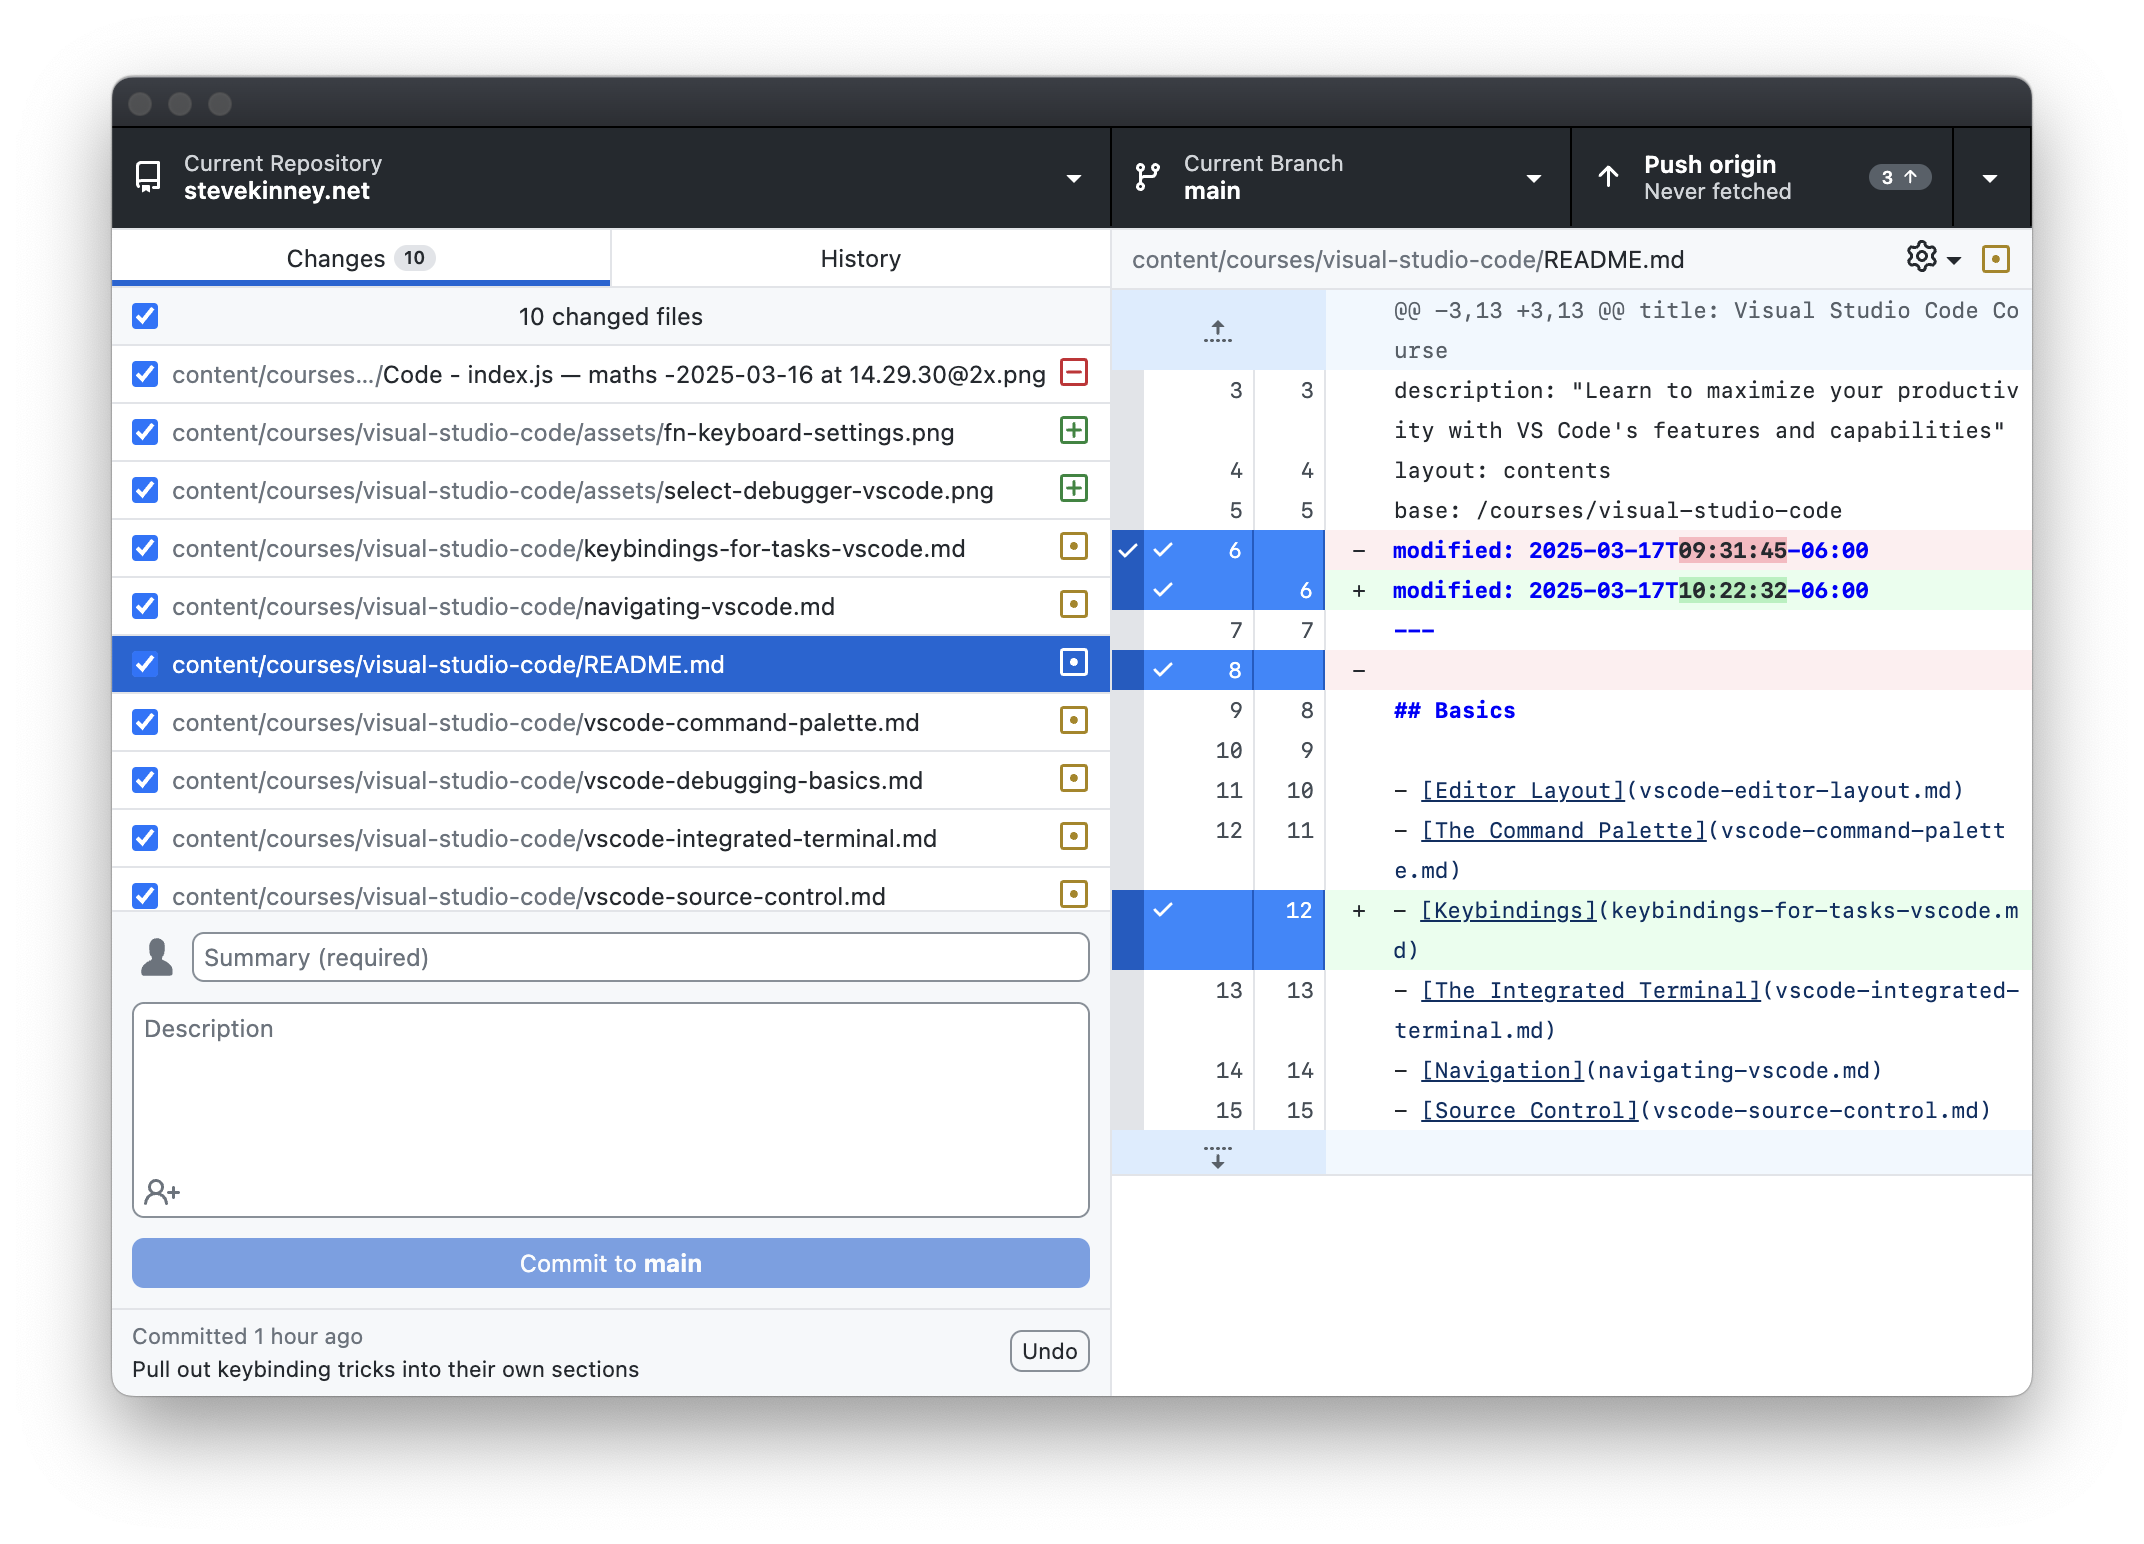 Current Repository
stevekinney.net
Current Branch
main
Push origin
Never fetched
3
Changes 10
History
10 changed files
content/courses.../Code - index.js — maths -2025-03-16 at 14.29.30@2x.png
content/courses/visual-studio-code/assets/fn-keyboard-settings.png
content/courses/visual-studio-code/assets/select-debugger-vscode.png
content/courses/visual-studio-code/keybindings-for-tasks-vscode.md
content/courses/visual-studio-code/navigating-vscode.md
content/courses/visual-studio-code/README.md
content/courses/visual-studio-code/vscode-command-palette.md
content/courses/visual-studio-code/vscode-debugging-basics.md
content/courses/visual-studio-code/vscode-integrated-terminal.md
content/courses/visual-studio-code/vscode-source-control.md
Summary (required)
Description
Commit to main
Committed 1 hour ago
Pull out keybinding tricks into their own sections
Undo
content/courses/visual-studio-code/README.md
@@ -3,13 +3,13 @@ title: Visual Studio Code Co
urse
3 3 description: "Learn to maximize your productiv
ity with VS Code's features and capabilities"
4 4 layout: contents
5 5 base: /courses/visual-studio-code
6 - modified: 2025-03-17T09:31:45-06:00
6 + modified: 2025-03-17T10:22:32-06:00
7 7 ---
8 -
9 8 ## Basics
10 9
11 10 - [Editor Layout](vscode-editor-layout.md)
12 11 - [The Command Palette](vscode-command-palett
e.md)
12 + - [Keybindings](keybindings-for-tasks-vscode.m
d)
13 13 - [The Integrated Terminal](vscode-integrated-
terminal.md)
14 14 - [Navigation](navigating-vscode.md)
15 15 - [Source Control](vscode-source-control.md)